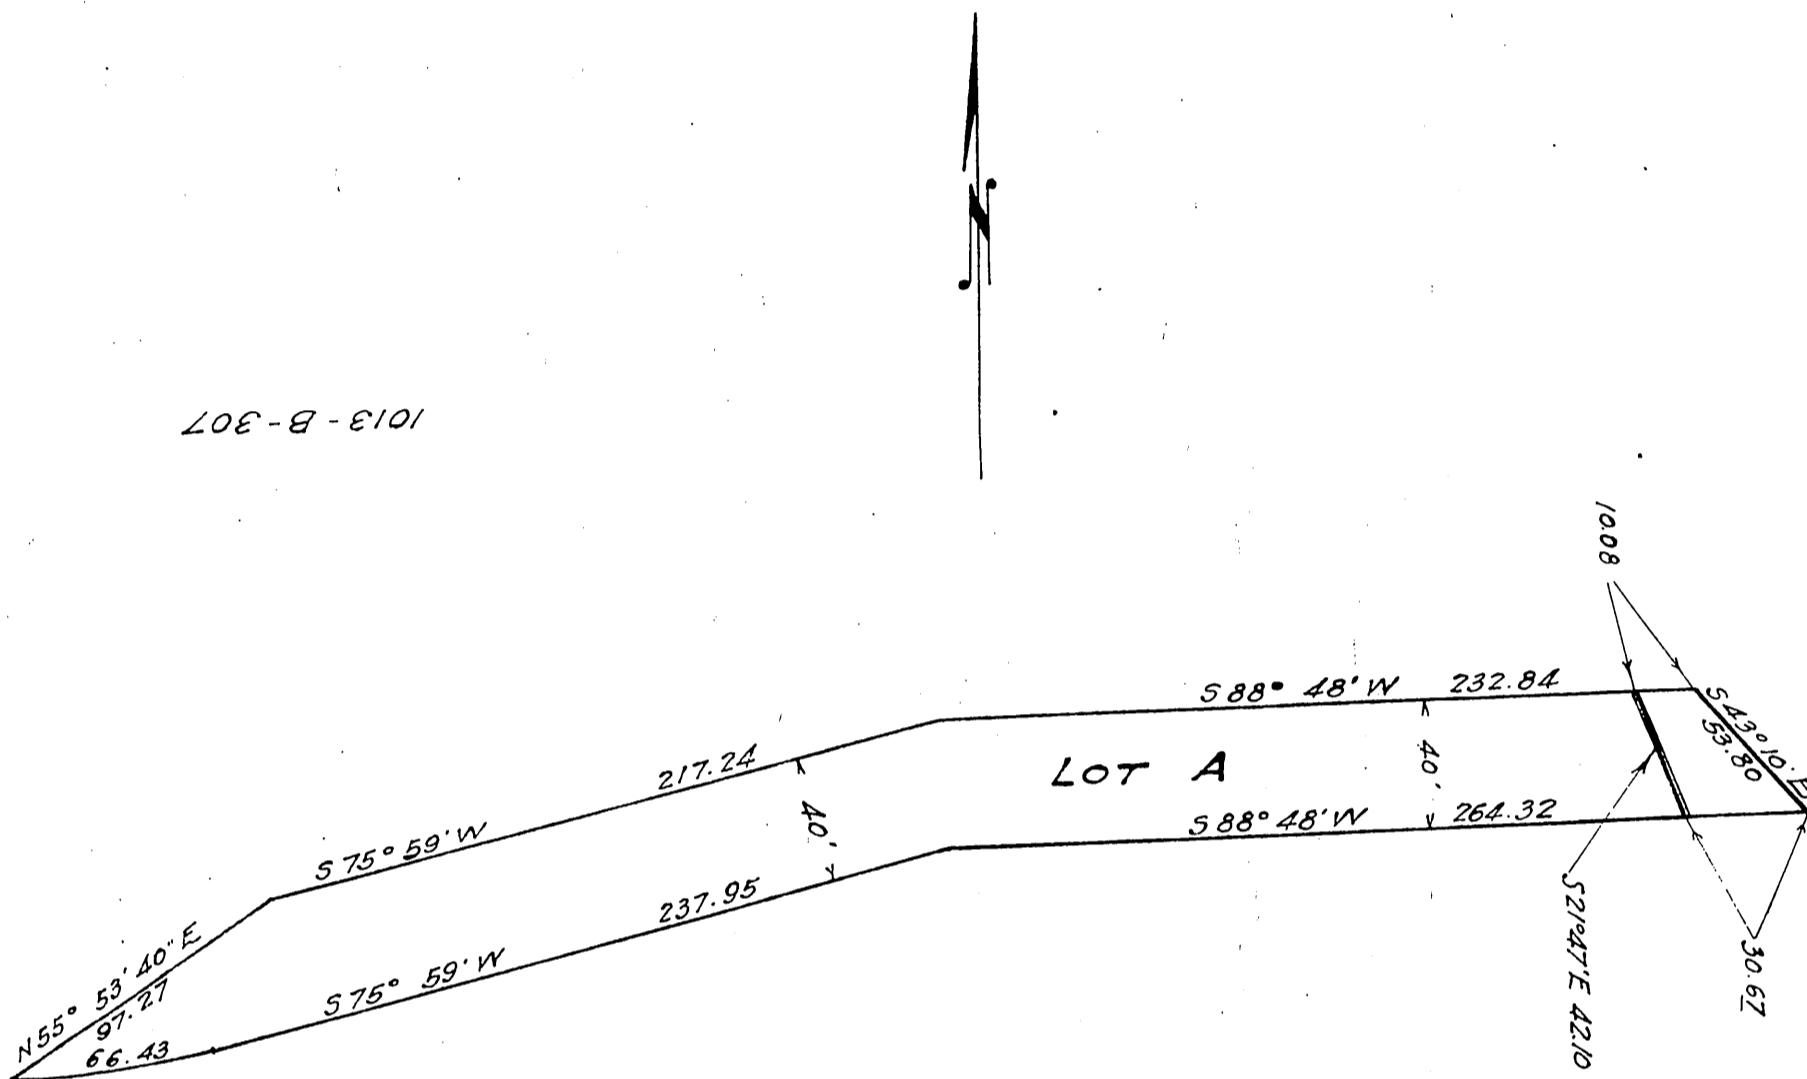 N
1013-B-307
10.08
S 88° 48' W 232.84
S 43° 10' E
53.80
217.24
40'
LOT A
40'
S 88° 48' W 264.32
S 75° 59' W
237.95
S 75° 59' W
N 55° 53' 40" E
97.27
66.43
S21°47'E 42.10
30.67